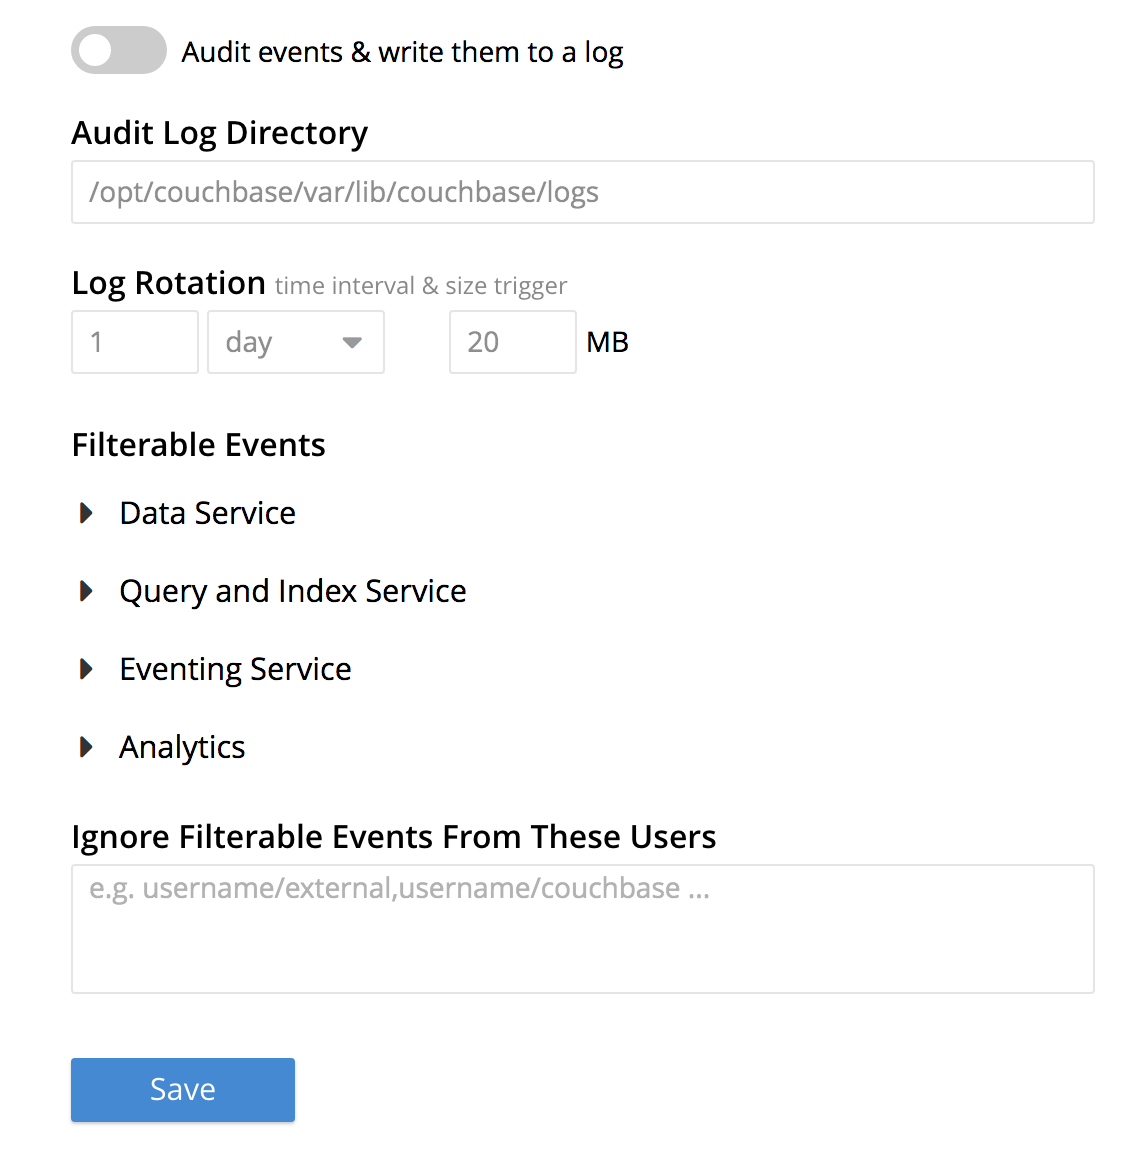 Audit events & write them to a log
Audit Log Directory
/opt/couchbase/var/lib/couchbase/logs
Log Rotation time interval & size trigger
1 day 20 MB
Filterable Events
Data Service
Query and Index Service
Eventing Service
Analytics
Ignore Filterable Events From These Users
e.g. username/external,username/couchbase ...
Save